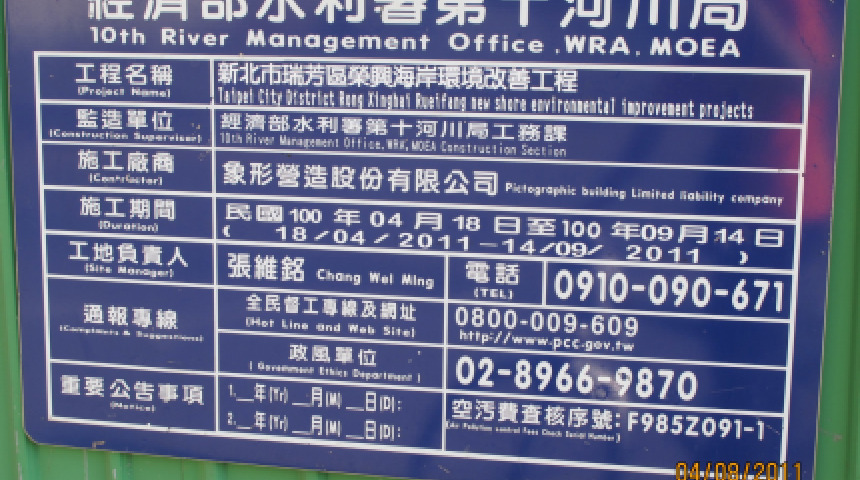 經濟部水利署第十河川局
10th River Management Office .WRA. MOEA
工程名稱
(Project Name)
新北市瑞芳區榮興海岸環境改善工程
Taipei City District Rong Xinghai Rueifang new shore environmental improvement projects
監造單位
(Construction Supervisor)
經濟部水利署第十河川局工務課
10th River Management Office. WRA, MOEA Construction Section
施工廠商
象形營造股份有限公司 Pictographic building Limited liability company
施工期間
(Duration)
民國100 年 04 月 18 日至100 年09月14日
( 18/04/2011-14/09/ 2011 )
工地負責人
(Site Manager)
張維銘 Chang Wei Ming
電話
(TEL)
0910-090-671
通報專線
全民督工專線及網址
(Hot Line and Web Site)
0800-009-609
http://www.pcc.gov.tw
政風單位
( Government Ethics Department )
02-8966-9870
重要公告事項
(Notice)
1.__年(Yr) __月(M) __日(D):
2.__年(Yr) __月(M) __日(D):
空污費查核序號: F985Z091-1
04/09/2011